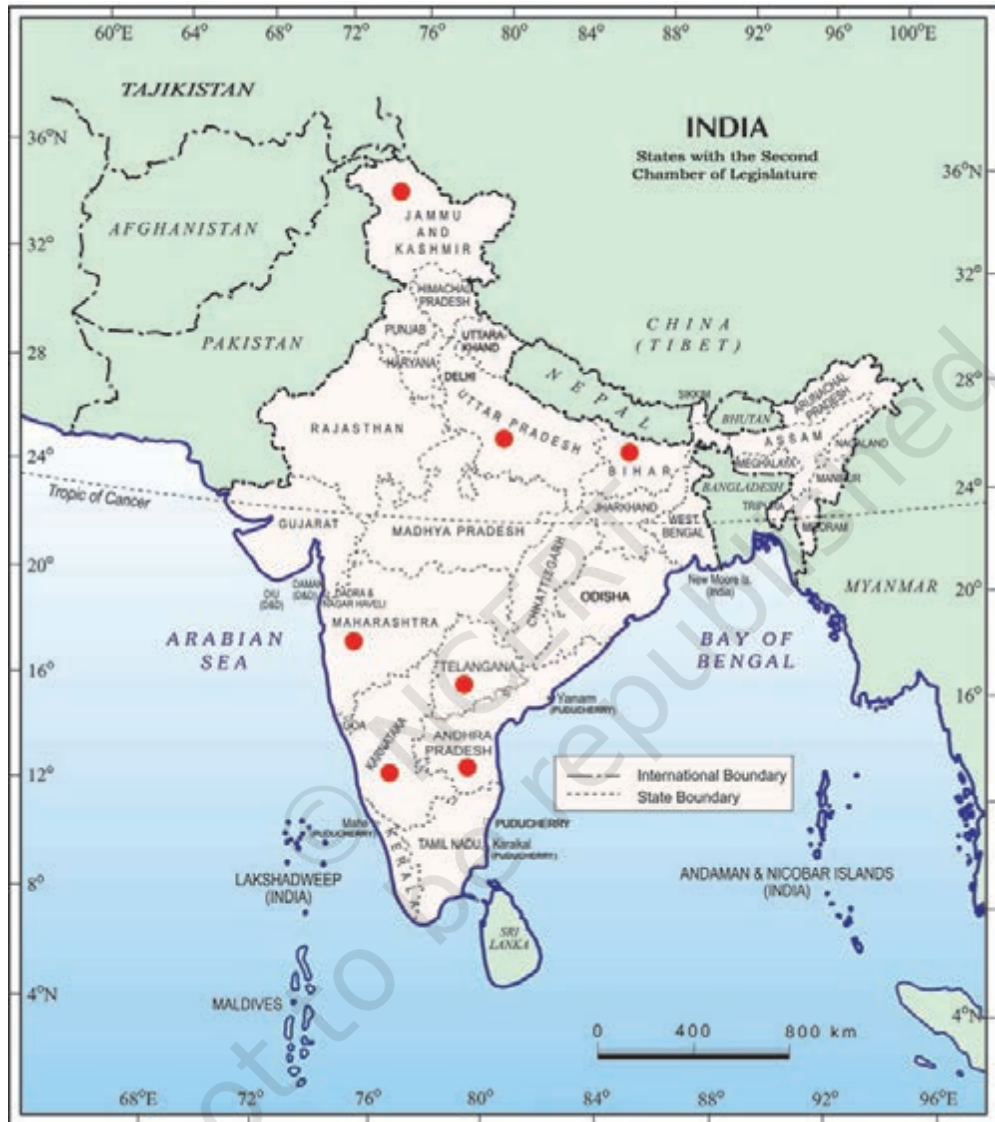 60°E 64° 68° 72° 76° 80° 84° 88° 92° 96° 100°E
TAJIKISTAN
INDIA
States with the Second
Chamber of Legislature
36°N
36°N
AFGHANISTAN
JAMMU
AND
KASHMIR
32°
32°
HIMACHAL
PRADESH
PUNJAB
UTTARA-
KHAND
CHINA
(TIBET)
PAKISTAN
HARYANA
DELHI
28°
28°
NEPAL
SIKKIM
BHUTAN
ARUNACHAL
PRADESH
RAJASTHAN
UTTAR PRADESH
ASSAM
NAGALAND
BIHAR
MEGHALAYA
MANIPUR
24°
24°
BANGLADESH
Tropic of Cancer
TRIPURA
MIZORAM
GUJARAT
MADHYA PRADESH
JHARKHAND
WEST
BENGAL
20°
20°
DIU
(D&D)
DAMAN
(D&D)
DADRA &
NAGAR HAVELI
CHHATTISGARH
ODISHA
New Moore Is.
(India)
MYANMAR
MAHARASHTRA
ARABIAN
SEA
BAY OF
BENGAL
TELANGANA
16°
16°
Yanam
(PUDUCHERRY)
GOA
KARNATAKA
ANDHRA
PRADESH
International Boundary
State Boundary
12°
12°
Mahe
(PUDUCHERRY)
PUDUCHERRY
KERALA
TAMIL NADU
Karaikal
(PUDUCHERRY)
LAKSHADWEEP
(INDIA)
ANDAMAN & NICOBAR ISLANDS
(INDIA)
8°
8°
SRI
LANKA
MALDIVES
4°N
4°N
0 400 800 km
68°E 72° 76° 80° 84° 88° 92° 96°E
© NCERT
not to be republished